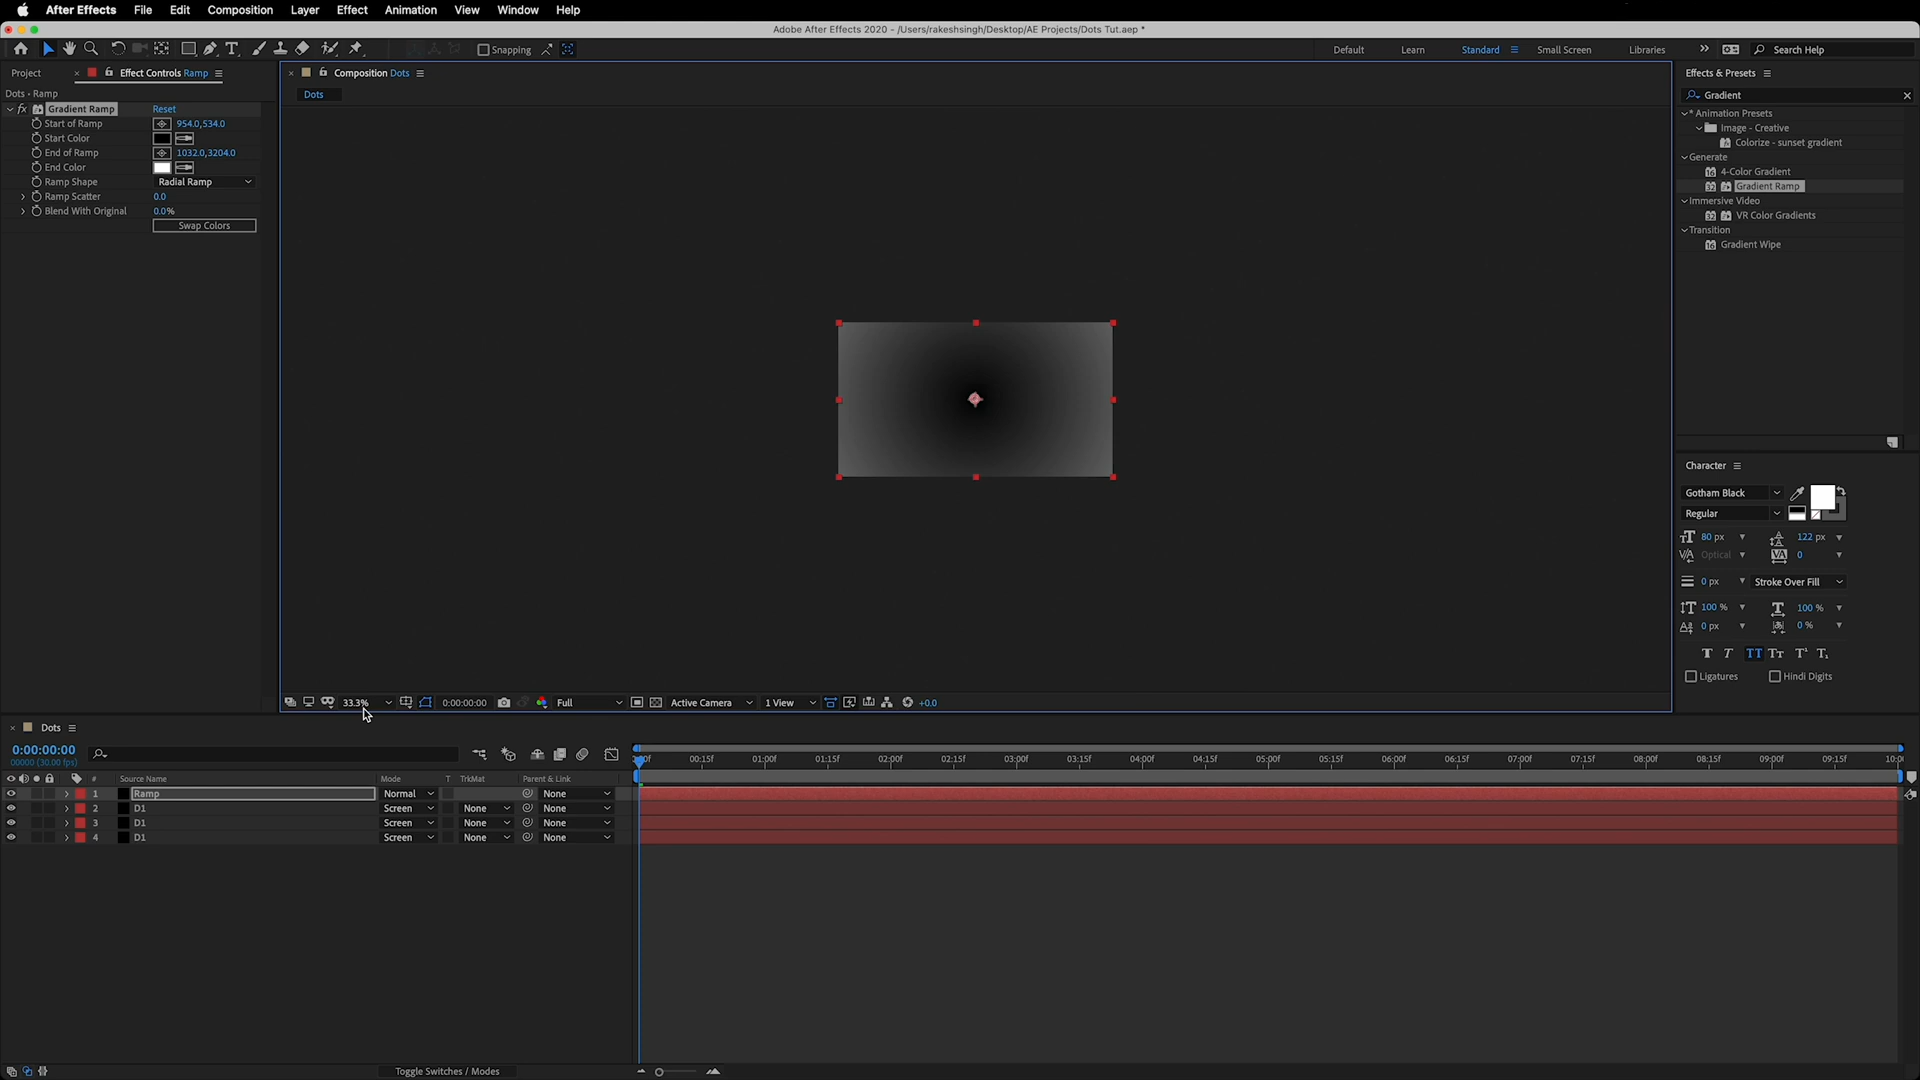 After Effects File Edit Composition Layer Effect Animation View Window Help
Adobe After Effects 2020 - /Users/rakeshsingh/Desktop/AE Projects/Dots Tut.aep *
Snapping
Default Learn Standard Small Screen Libraries Search Help
Project Effect Controls Ramp
Composition Dots
Effects & Presets
Dots • Ramp
Dots
Gradient
fx Gradient Ramp Reset
Start of Ramp 954.0,534.0
Start Color
End of Ramp 1032.0,3204.0
End Color
Ramp Shape Radial Ramp
Ramp Scatter 0.0
Blend With Original 0.0%
Swap Colors
* Animation Presets
Image - Creative
Colorize - sunset gradient
Generate
4-Color Gradient
Gradient Ramp
Immersive Video
VR Color Gradients
Transition
Gradient Wipe
Character
Gotham Black
Regular
80 px 122 px
Optical 0
0 px Stroke Over Fill
100 % 100 %
0 px 0 %
Ligatures Hindi Digits
33.3% 0:00:00:00 Full Active Camera 1 View +0.0
Dots
0:00:00:00
00000 (30.00 fps)
00:15f 01:00f 01:15f 02:00f 02:15f 03:00f 03:15f 04:00f 04:15f 05:00f 05:15f 06:00f 06:15f 07:00f 07:15f 08:00f 08:15f 09:00f 09:15f
# Source Name Mode T TrkMat Parent & Link
1 Ramp Normal None
2 D1 Screen None None
3 D1 Screen None None
4 D1 Screen None None
Toggle Switches / Modes